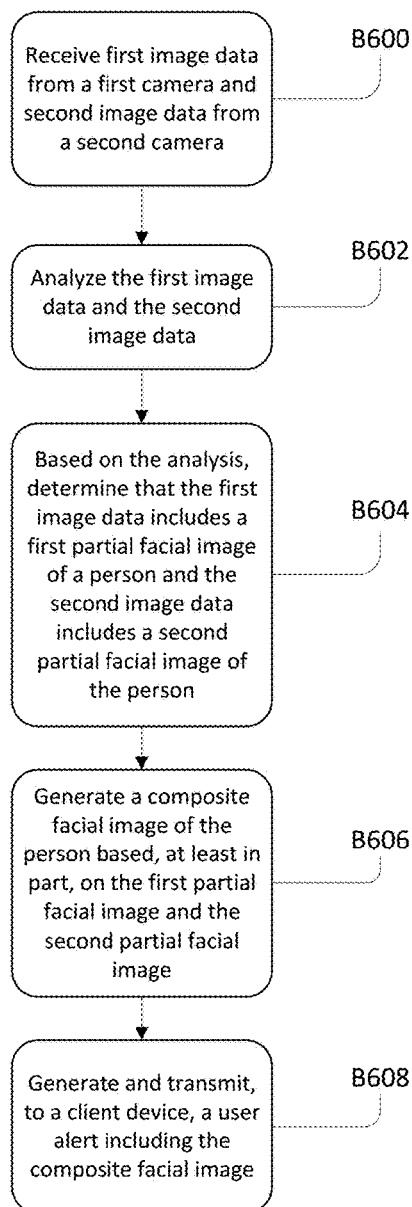 Receive first image data
from a first camera and
second image data from
a second camera
B600
Analyze the first image
data and the second
image data
B602
Based on the analysis,
determine that the first
image data includes a
first partial facial image
of a person and the
second image data
includes a second
partial facial image of
the person
B604
Generate a composite
facial image of the
person based, at least in
part, on the first partial
facial image and the
second partial facial
image
B606
Generate and transmit,
to a client device, a user
alert including the
composite facial image
B608